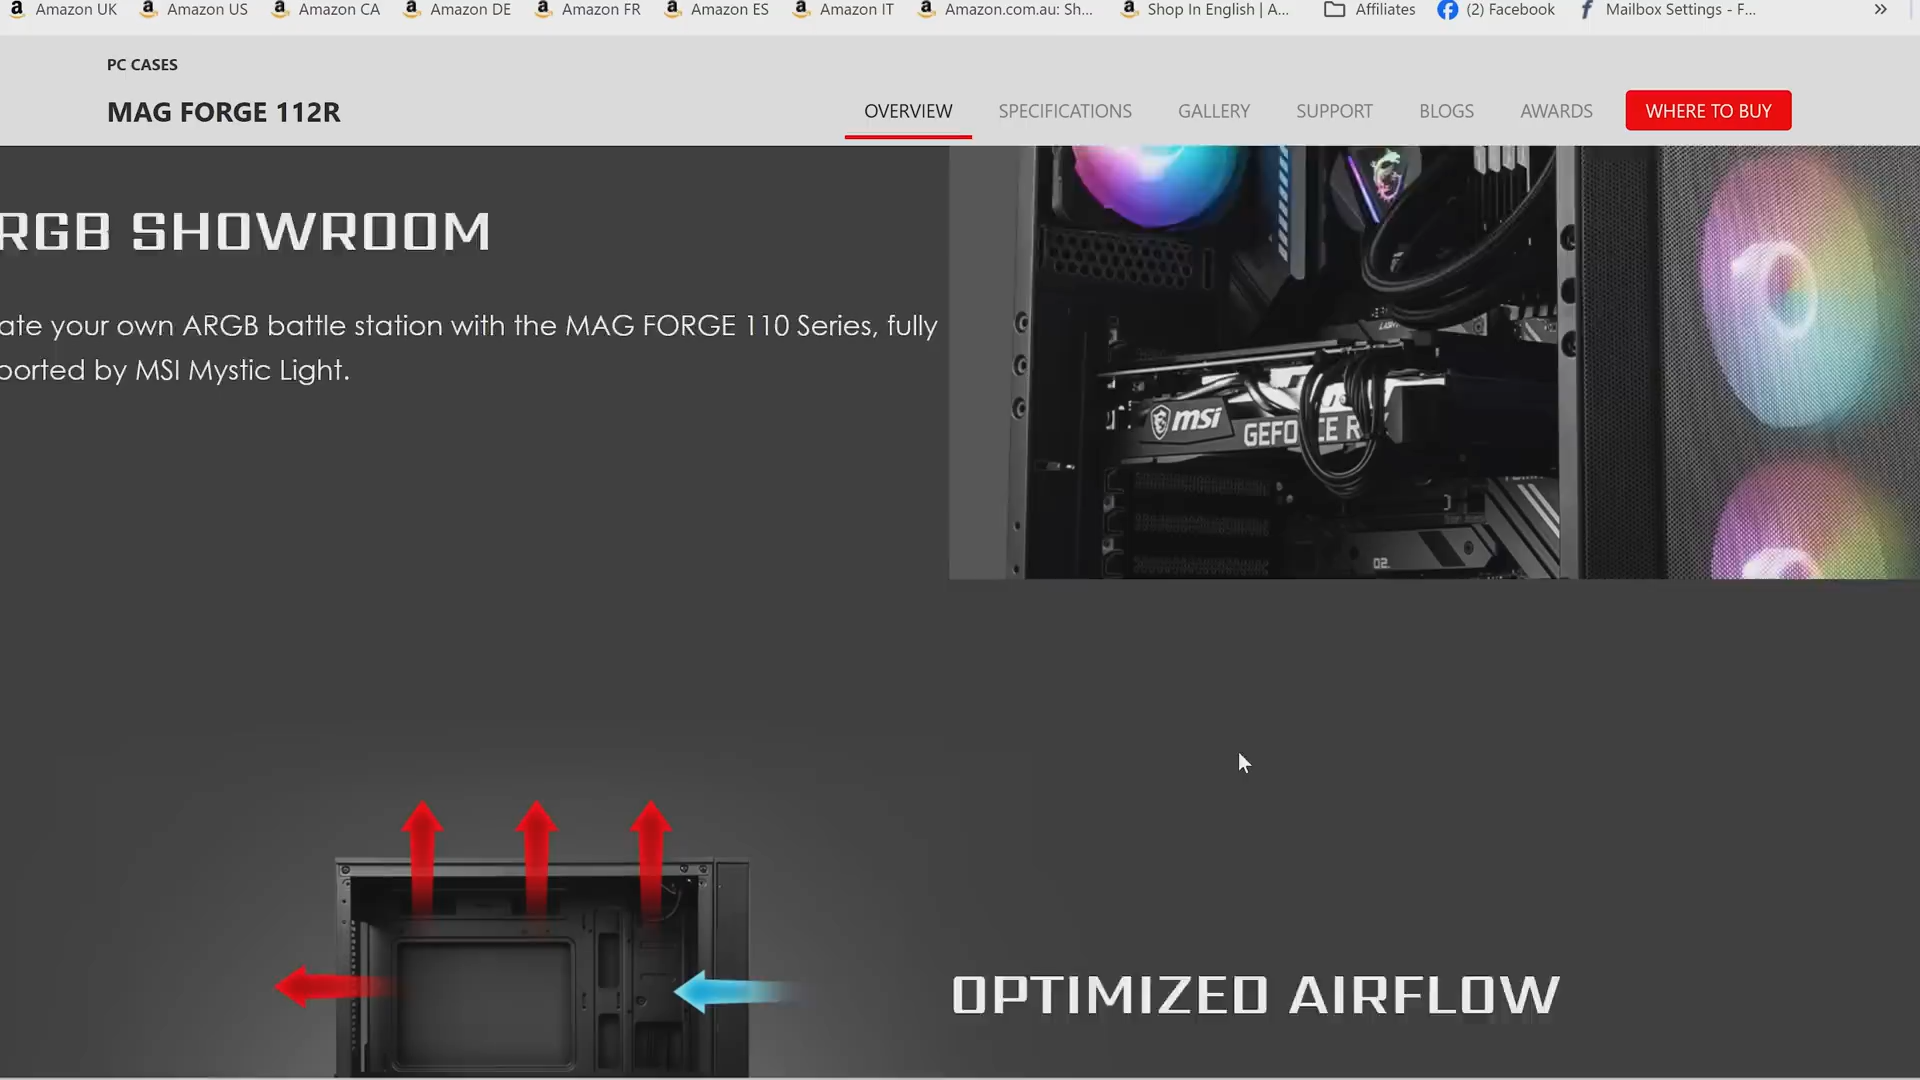 Amazon UK
Amazon US
Amazon CA
Amazon DE
Amazon FR
Amazon ES
Amazon IT
Amazon.com.au: Sh...
Shop In English | A...
Affiliates
(2) Facebook
Mailbox Settings - F...
PC CASES
MAG FORGE 112R
OVERVIEW
SPECIFICATIONS
GALLERY
SUPPORT
BLOGS
AWARDS
WHERE TO BUY
RGB SHOWROOM
ate your own ARGB battle station with the MAG FORGE 110 Series, fully
ported by MSI Mystic Light.
msi
GEFORCE R
02.
OPTIMIZED AIRFLOW